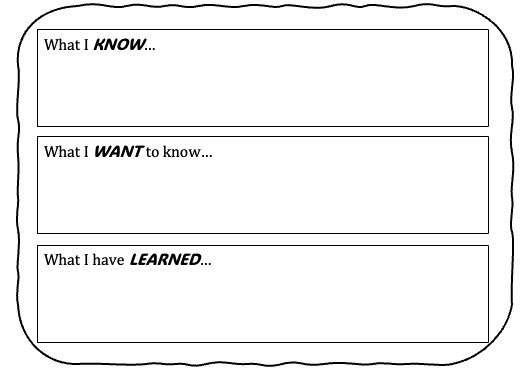 What I KNOW...
What I WANT to know...
What I have LEARNED...